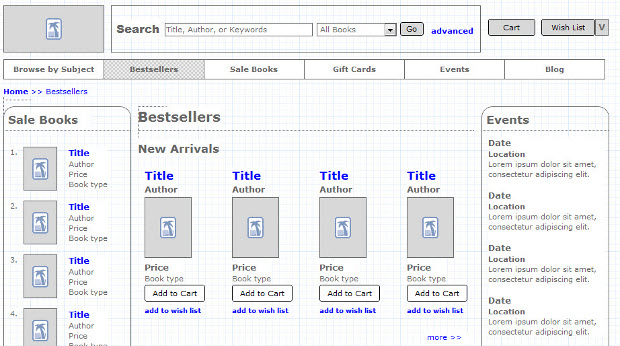 Search Title, Author, or Keywords All Books Go advanced Cart Wish List V
Browse by Subject Bestsellers Sale Books Gift Cards Events Blog
Home >> Bestsellers
Sale Books
1. Title
Author
Price
Book type
2. Title
Author
Price
Book type
3. Title
Author
Price
Book type
4. Title
Author
Price
Book type
Bestsellers
New Arrivals
Title Title Title Title
Author Author Author Author
Price Price Price Price
Book type Book type Book type Book type
Add to Cart Add to Cart Add to Cart Add to Cart
add to wish list add to wish list add to wish list add to wish list
more >>
Events
Date
Location
Lorem ipsum dolor sit amet,
consectetur adipiscing elit.
Date
Location
Lorem ipsum dolor sit amet,
consectetur adipiscing elit.
Date
Location
Lorem ipsum dolor sit amet,
consectetur adipiscing elit.
Date
Location
Lorem ipsum dolor sit amet,
consectetur adipiscing elit.